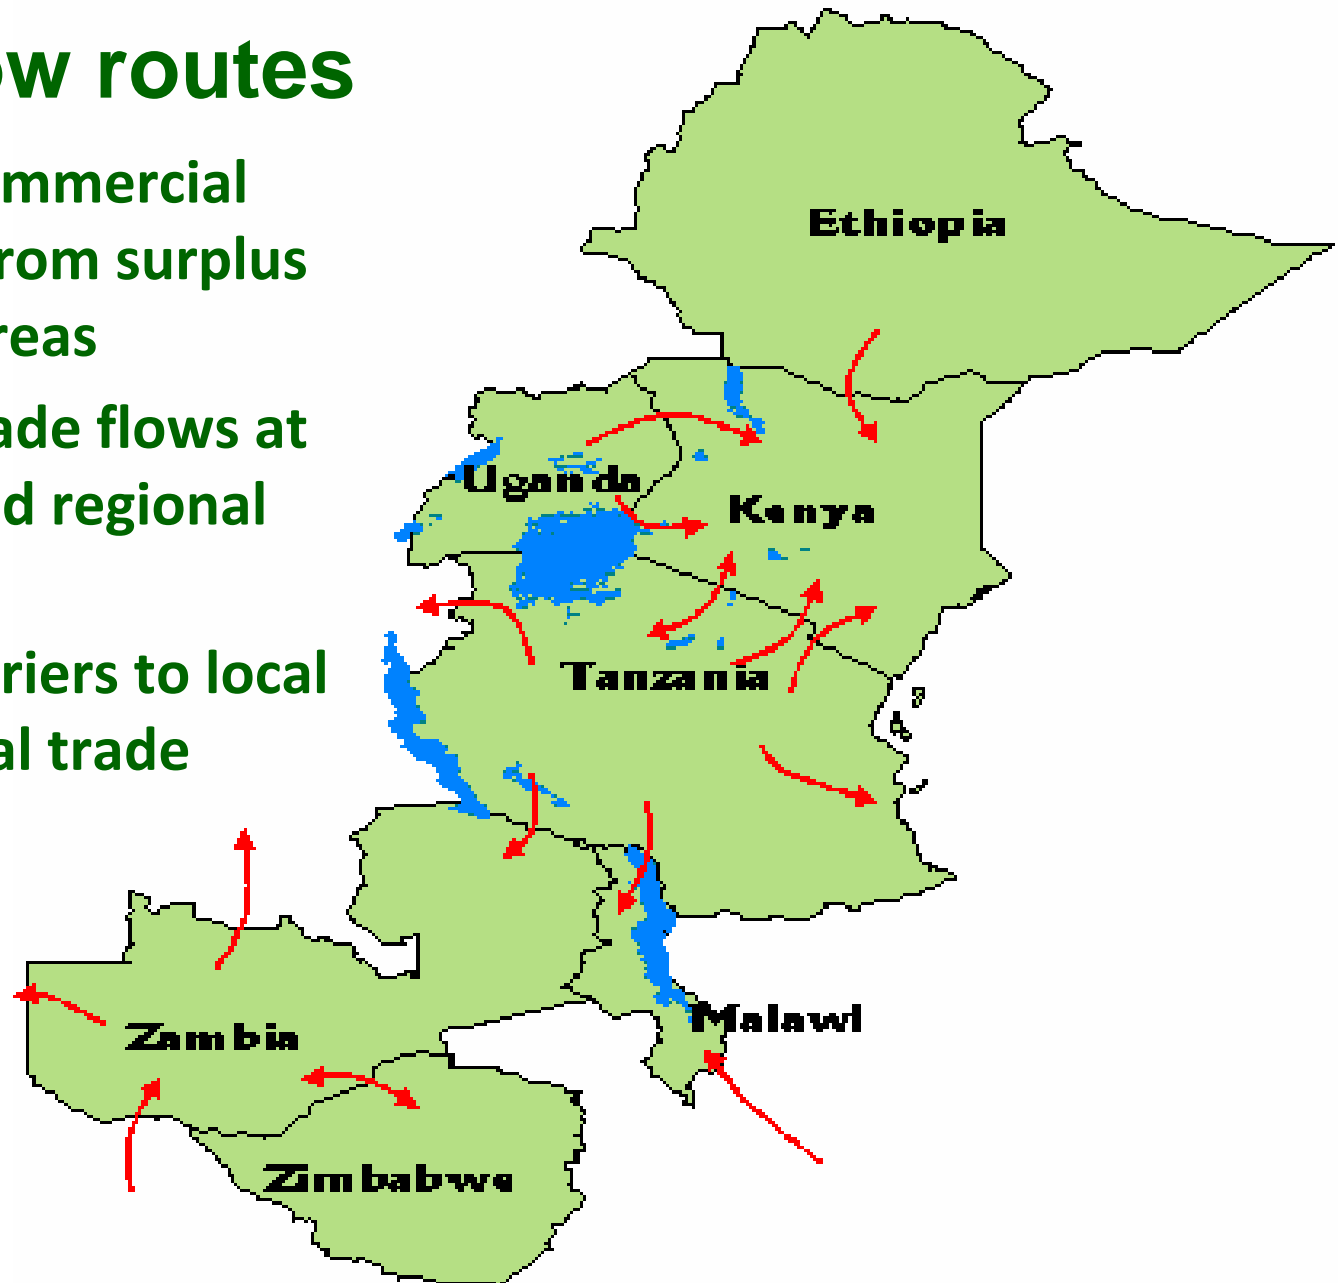 ow routes
mmercial
rom surplus
reas
ade flows at
d regional
riers to local
al trade
Ethiopia
Uganda
Kenya
Tanzania
Malawi
Zambia
Zimbabwe